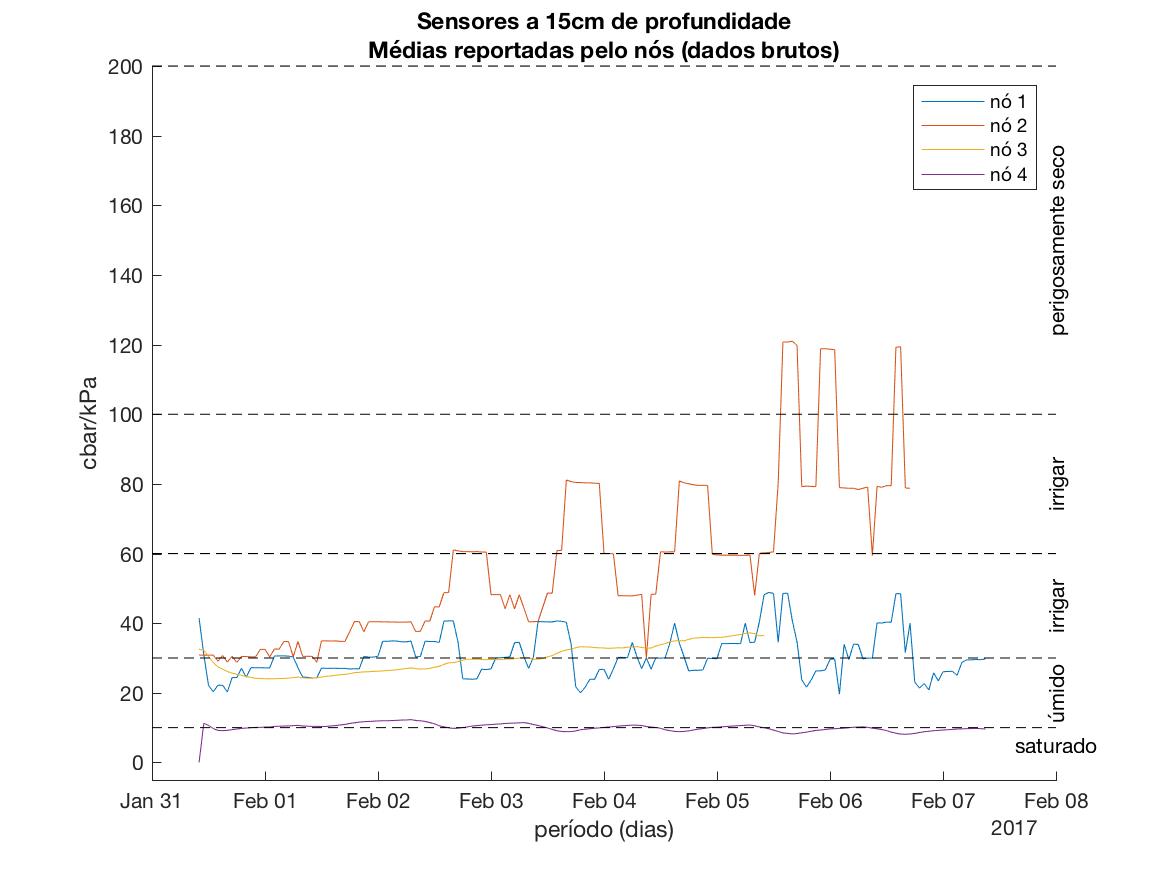 Sensores a 15cm de profundidade
Médias reportadas pelo nós (dados brutos)
200
180
160
140
120
100
80
60
40
20
0
cbar/kPa
nó 1
nó 2
nó 3
nó 4
perigosamente seco
irrigar
irrigar
úmido
saturado
Jan 31 Feb 01 Feb 02 Feb 03 Feb 04 Feb 05 Feb 06 Feb 07 Feb 08
período (dias)
2017